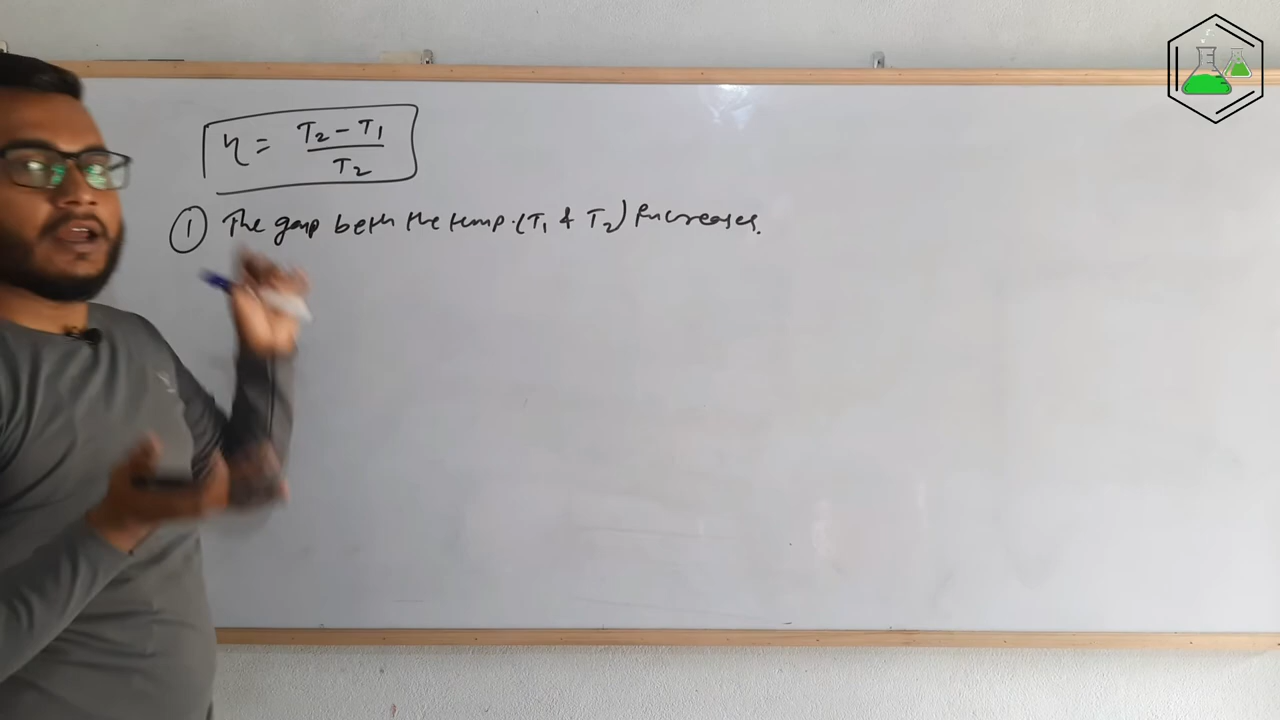 η = T₂ - T₁ / T₂
① The gap betn the temp. (T₁ & T₂) increases.